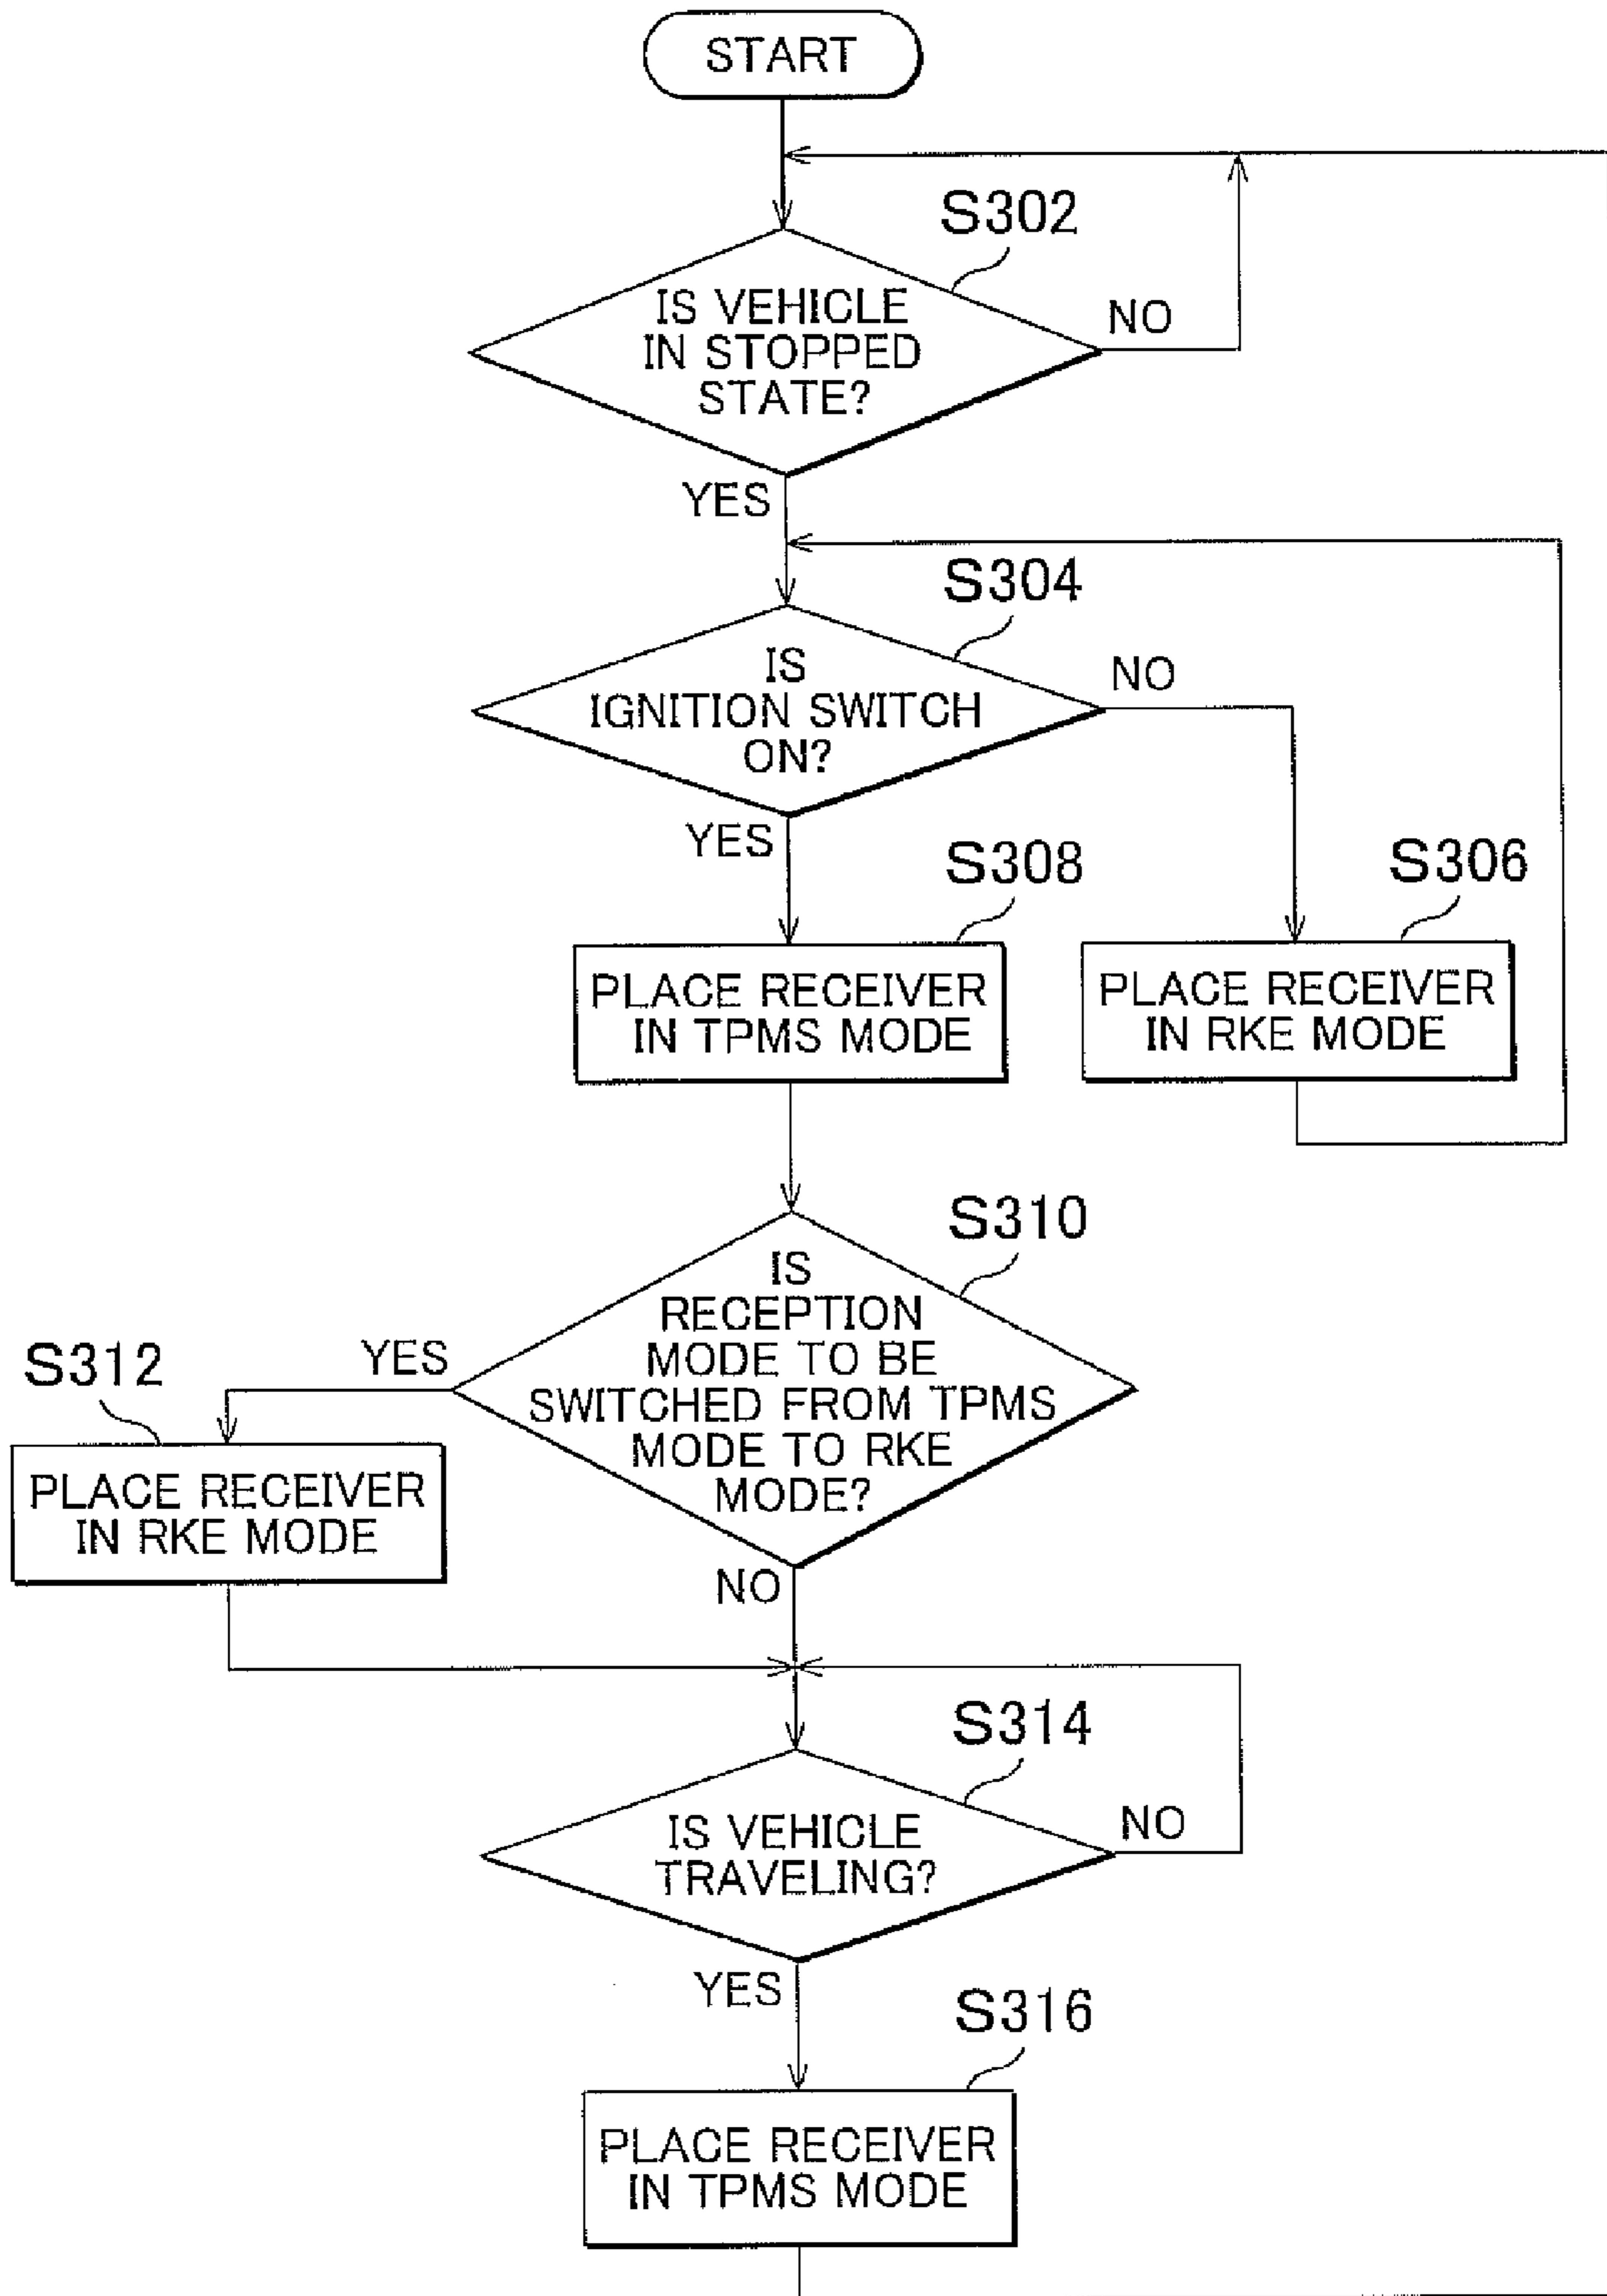 START
S302
IS VEHICLE
IN STOPPED
STATE?
NO
YES
S304
IS
IGNITION SWITCH
ON?
NO
YES
S308
S306
PLACE RECEIVER
IN TPMS MODE
PLACE RECEIVER
IN RKE MODE
S310
IS
RECEPTION
MODE TO BE
SWITCHED FROM TPMS
MODE TO RKE
MODE?
YES
S312
PLACE RECEIVER
IN RKE MODE
NO
S314
IS VEHICLE
TRAVELING?
NO
YES
S316
PLACE RECEIVER
IN TPMS MODE